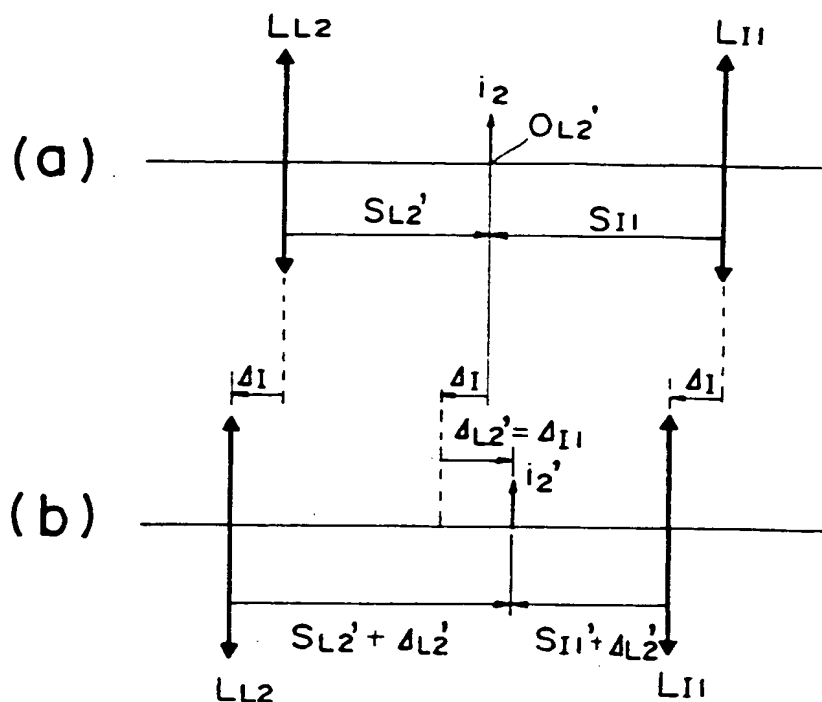 LL2
LI1
i2
OL2'
(a)
SL2'
SI1
ΔI
ΔI
ΔI
ΔL2' = ΔI1
i2'
(b)
SL2' + ΔL2'
SI1' + ΔL2'
LL2
LI1